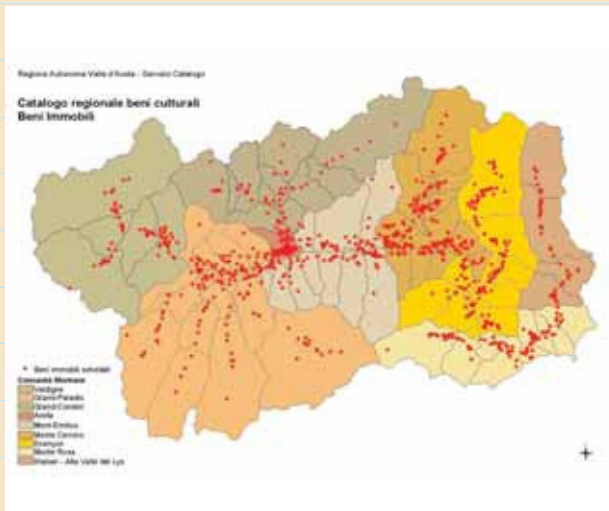 Regione Autonoma Valle d'Aosta - Servizio Catalogo
Catalogo regionale beni culturali
Beni Immobili
Beni immobili schedati
Comunità Montane
Valdigne
Grand-Paradis
Grand-Combin
Aosta
Mont-Emilius
Monte Cervino
Evançon
Monte Rosa
Walser - Alta Valle del Lys